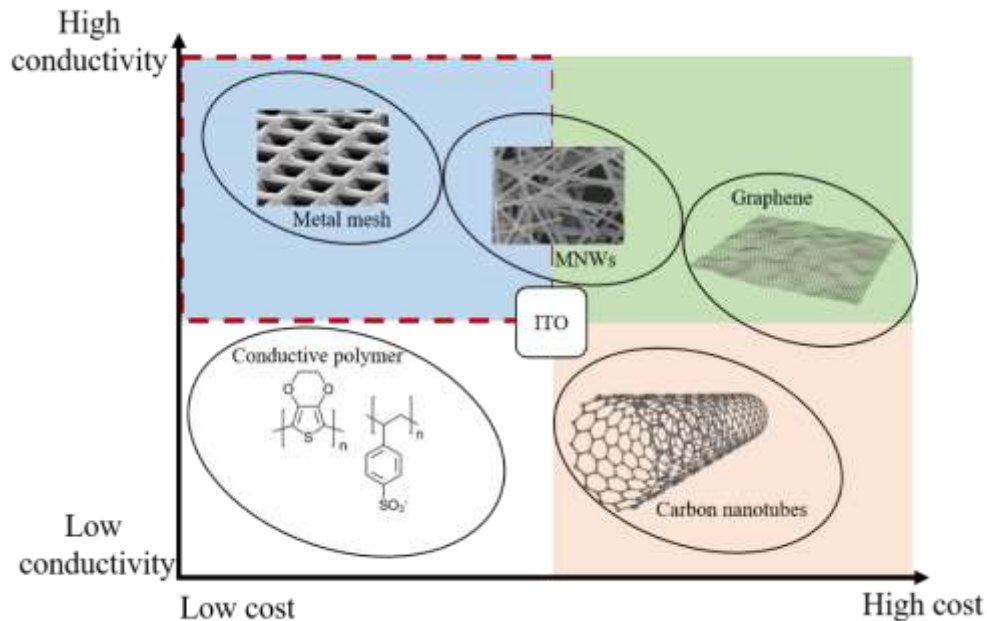 High
conductivity
Metal mesh
MNWs
Graphene
ITO
Conductive polymer
O
O
S
n
n
SO₃⁻
Carbon nanotubes
Low
conductivity
Low cost
High cost